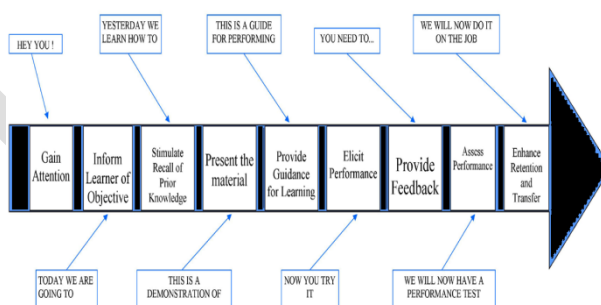 HEY YOU !
YESTERDAY WE
LEARN HOW TO
THIS IS A GUIDE
FOR PERFORMING
YOU NEED TO...
WE WILL NOW DO IT
ON THE JOB
Gain
Attention
Inform
Learner of
Objective
Stimulate
Recall of
Prior
Knowledge
Present the
material
Provide
Guidance
for Learning
Elicit
Performance
Provide
Feedback
Assess
Performance
Enhance
Retention
and
Transfer
TODAY WE ARE
GOING TO
THIS IS A
DEMONSTRATION OF
NOW YOU TRY
IT
WE WILL NOW HAVE A
PERFORMANCE TEST